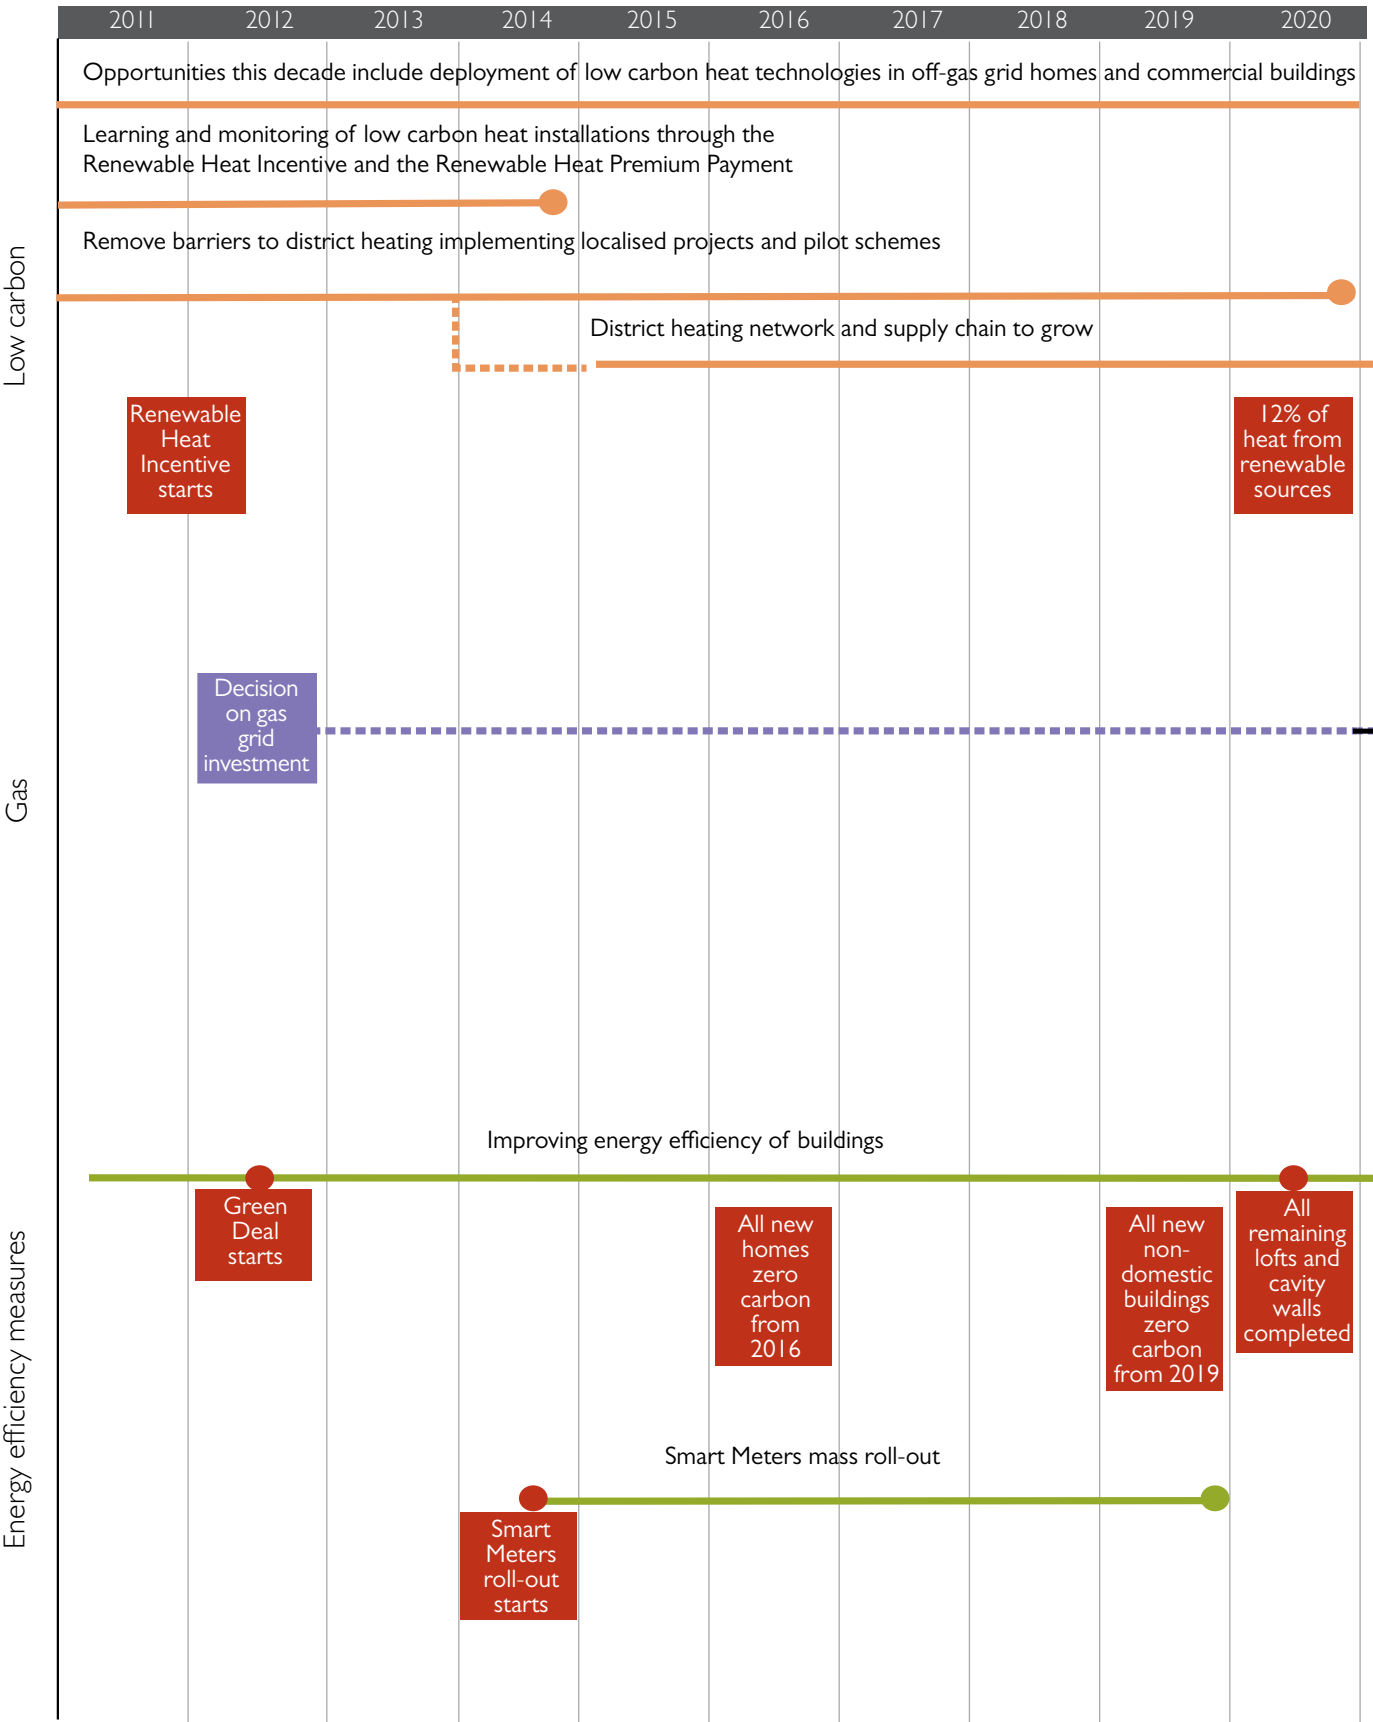 2011 2012 2013 2014 2015 2016 2017 2018 2019 2020
Opportunities this decade include deployment of low carbon heat technologies in off-gas grid homes and commercial buildings
Learning and monitoring of low carbon heat installations through the
Renewable Heat Incentive and the Renewable Heat Premium Payment
Remove barriers to district heating implementing localised projects and pilot schemes
Low carbon
District heating network and supply chain to grow
Renewable
Heat
Incentive
starts
12% of
heat from
renewable
sources
Gas
Decision
on gas
grid
investment
Energy efficiency measures
Improving energy efficiency of buildings
Green
Deal
starts
All new
homes
zero
carbon
from
2016
All new
non-
domestic
buildings
zero
carbon
from 2019
All
remaining
lofts and
cavity
walls
completed
Smart Meters mass roll-out
Smart
Meters
roll-out
starts